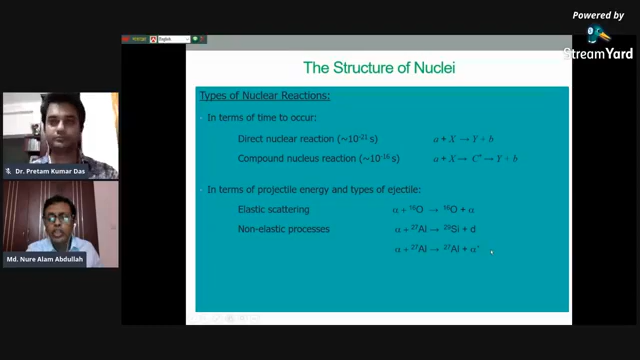 Powered by
StreamYard
English
The Structure of Nuclei
Types of Nuclear Reactions:
In terms of time to occur:
Direct nuclear reaction (~10⁻²¹ s) a + X → Y + b
Compound nucleus reaction (~10⁻¹⁶ s) a + X → C* → Y + b
In terms of projectile energy and types of ejectile:
Elastic scattering α + ¹⁶O → ¹⁶O + α
Non-elastic processes α + ²⁷Al → ²⁹Si + d
α + ²⁷Al → ²⁷Al + α'
Dr. Pretam Kumar Das
Md. Nure Alam Abdullah